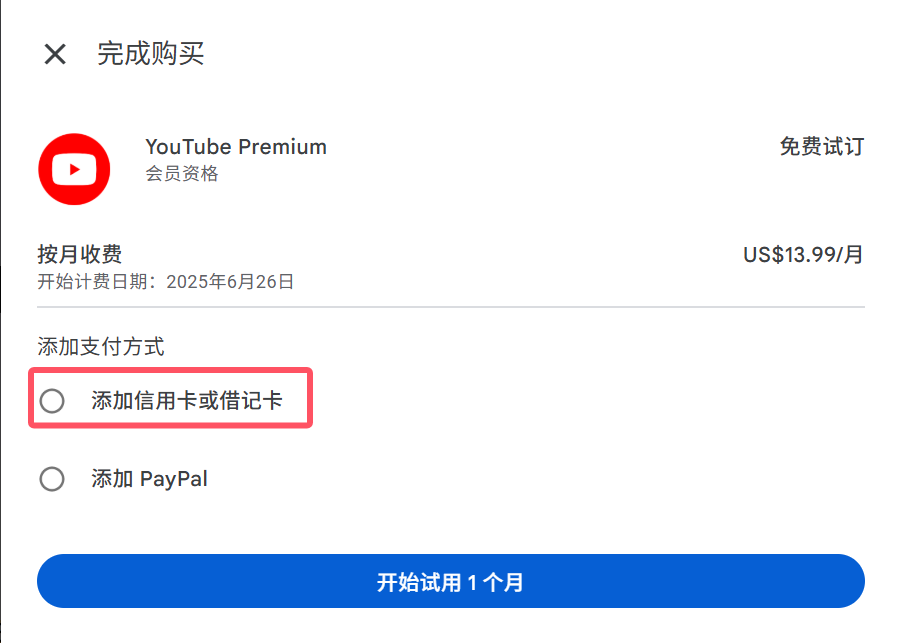 完成购买
YouTube Premium
免费试订
会员资格
按月收费
US$13.99/月
开始计费日期：2025年6月26日
添加支付方式
添加信用卡或借记卡
添加 PayPal
开始试用 1 个月